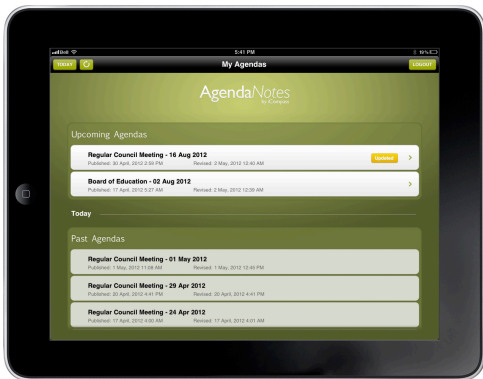 Bell 5:41 PM 19%
TODAY My Agendas LOGOUT
AgendaNotes
by iCompass
Upcoming Agendas
Regular Council Meeting - 16 Aug 2012
Published: 30 April, 2012 2:59 PM Revised: 2 May, 2012 12:40 AM
Updated
Board of Education - 02 Aug 2012
Published: 17 April, 2012 5:27 AM Revised: 2 May, 2012 12:39 AM
Today
Past Agendas
Regular Council Meeting - 01 May 2012
Published: 1 May, 2012 11:08 AM Revised: 1 May, 2012 12:45 PM
Regular Council Meeting - 29 Apr 2012
Published: 20 April, 2012 4:41 PM Revised: 20 April, 2012 4:41 PM
Regular Council Meeting - 24 Apr 2012
Published: 17 April, 2012 4:00 AM Revised: 17 April, 2012 4:01 AM